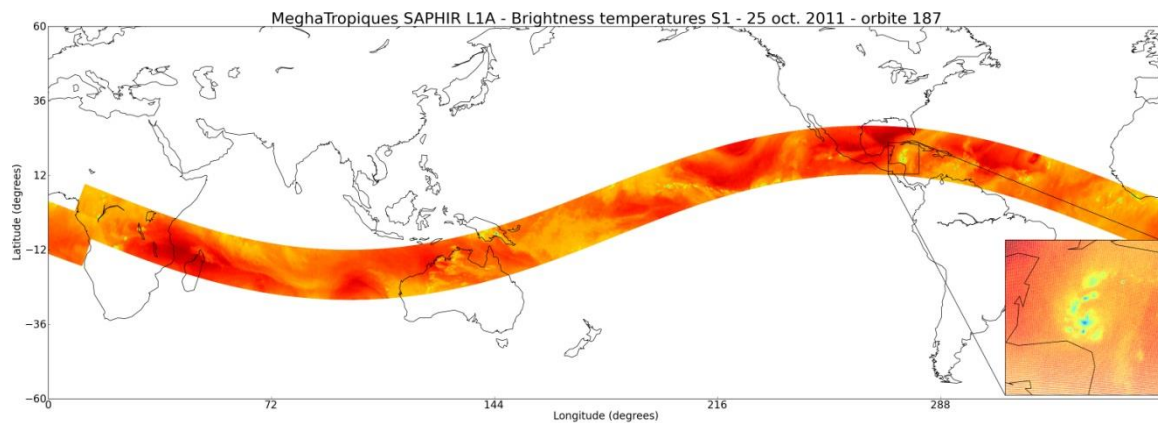 MeghaTropiques SAPHIR L1A - Brightness temperatures S1 - 25 oct. 2011 - orbite 187
60
36
12
−12
−36
−60
Latitude (degrees)
0 72 144 216 288
Longitude (degrees)